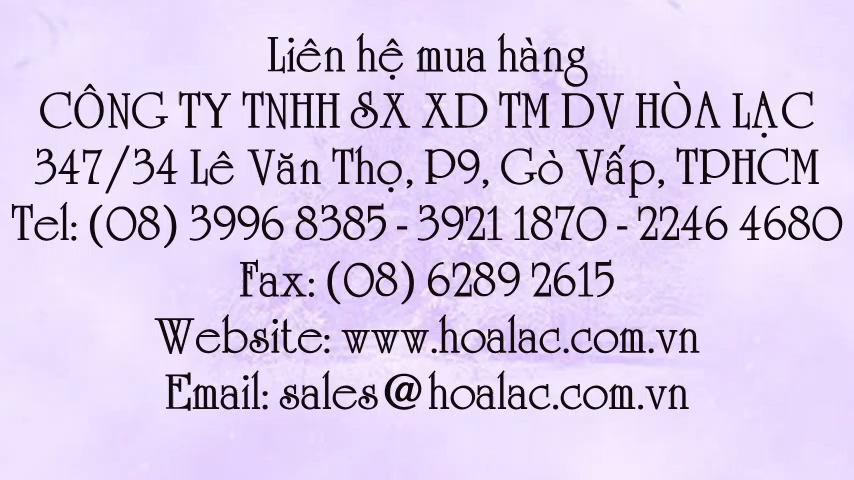 Liên hệ mua hàng
CÔNG TY TNHH SX XD TM DV HÒA LẠC
347/34 Lê Văn Thọ, P9, Gò Vấp, TPHCM
Tel: (08) 3996 8385 - 3921 1870 - 2246 4680
Fax: (08) 6289 2615
Website: www.hoalac.com.vn
Email: sales@hoalac.com.vn